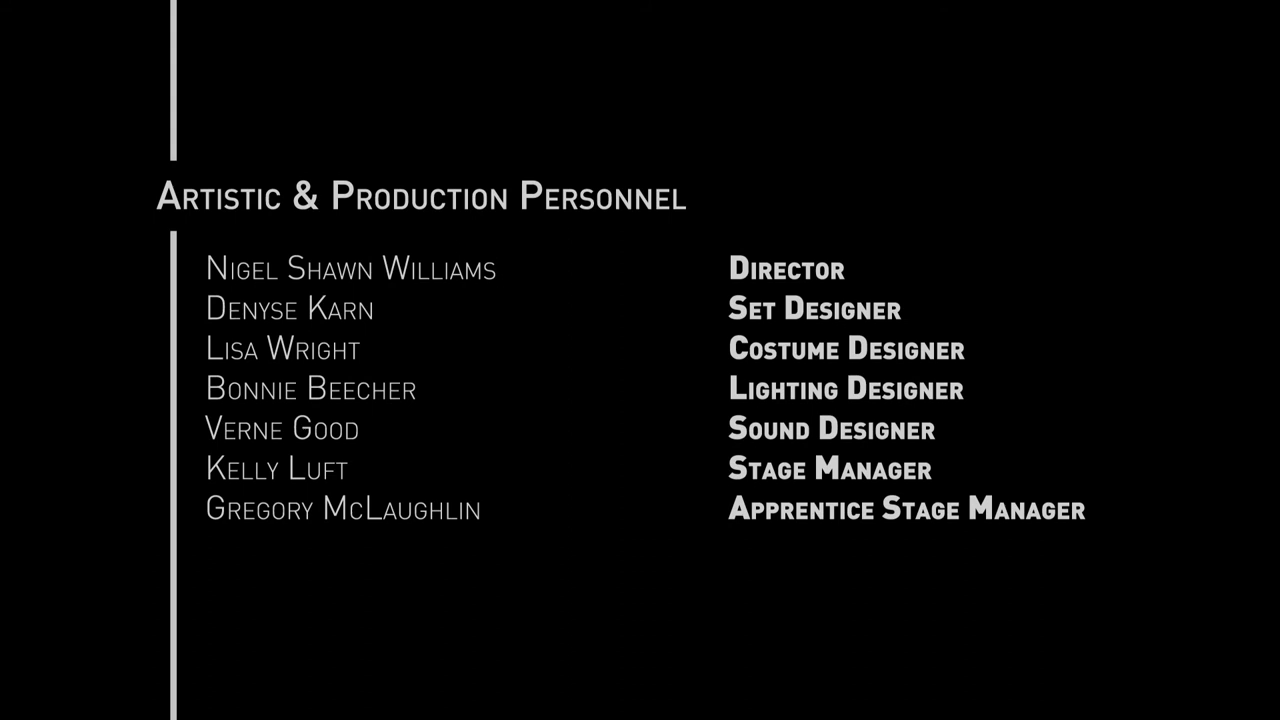 Artistic & Production Personnel
Nigel Shawn Williams Director
Denyse Karn Set Designer
Lisa Wright Costume Designer
Bonnie Beecher Lighting Designer
Verne Good Sound Designer
Kelly Luft Stage Manager
Gregory McLaughlin Apprentice Stage Manager